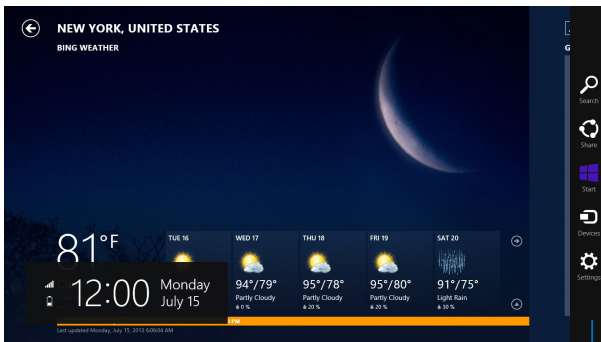 NEW YORK, UNITED STATES
BING WEATHER
81°F
TUE 16
WED 17
94°/79°
Partly Cloudy
0 %
THU 18
95°/78°
Partly Cloudy
20 %
FRI 19
95°/80°
Partly Cloudy
20 %
SAT 20
91°/75°
Light Rain
30 %
12:00
Monday
July 15
PM
Last updated Monday, July 15, 2013 6:06:04 AM
G
Search
Share
Start
Devices
Settings